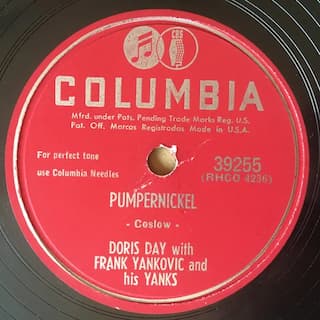 CBS
COLUMBIA
Mfrd. under Pats. Pending Trade Marks Reg. U.S.
Pat. Off. Marcas Registradas Made in U.S.A.
For perfect tone
use Columbia Needles
39255
(RHCO 4236)
PUMPERNICKEL
- Coslow -
DORIS DAY with
FRANK YANKOVIC and
his YANKS